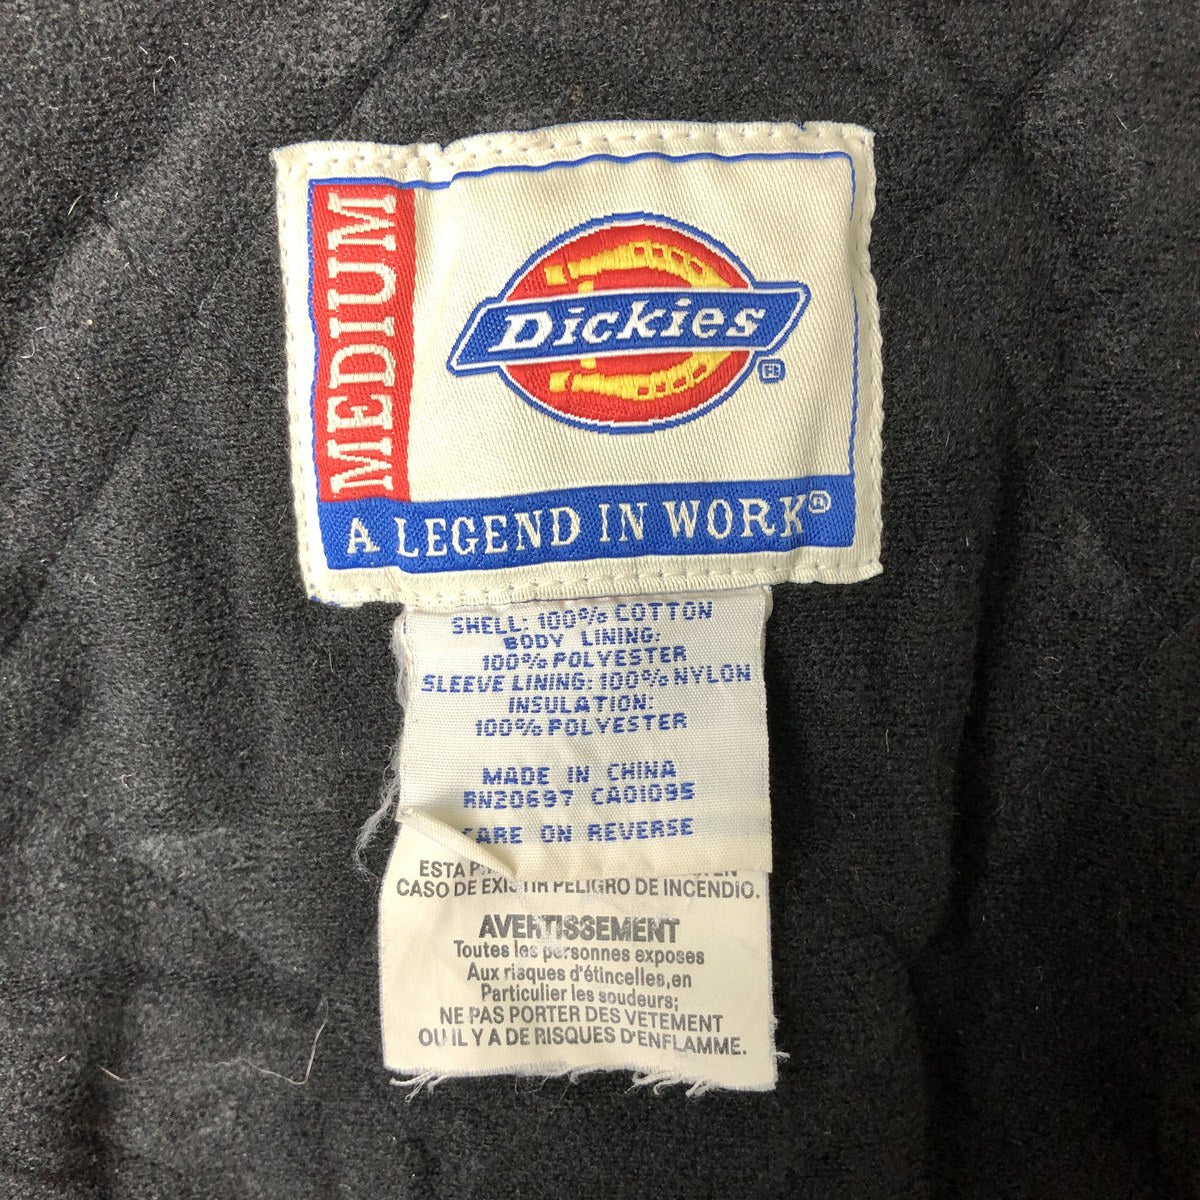 MEDIUM
Dickies
A LEGEND IN WORK®
SHELL: 100% COTTON
BODY LINING:
100% POLYESTER
SLEEVE LINING: 100% NYLON
INSULATION:
100% POLYESTER
MADE IN CHINA
RN20697 CA01095
CARE ON REVERSE
ESTA
CASO DE EXISTIR PELIGRO DE INCENDIO.
AVERTISSEMENT
Toutes les personnes exposes
Aux risques d'étincelles,en
Particulier les soudeurs;
NE PAS PORTER DES VETEMENT
OU IL Y A DE RISQUES D'ENFLAMME.